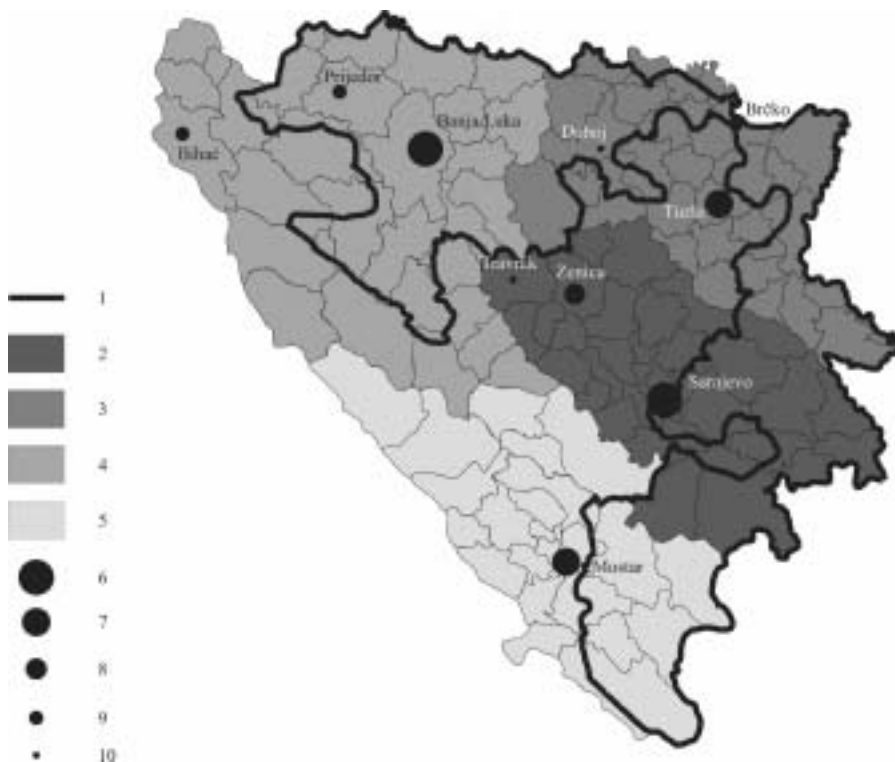 Prijedor
Brčko
Banja Luka
Doboj
Bihać
Tuzla
Travnik
Zenica
1
2
3
Sarajevo
4
5
6
Mostar
7
8
9
10